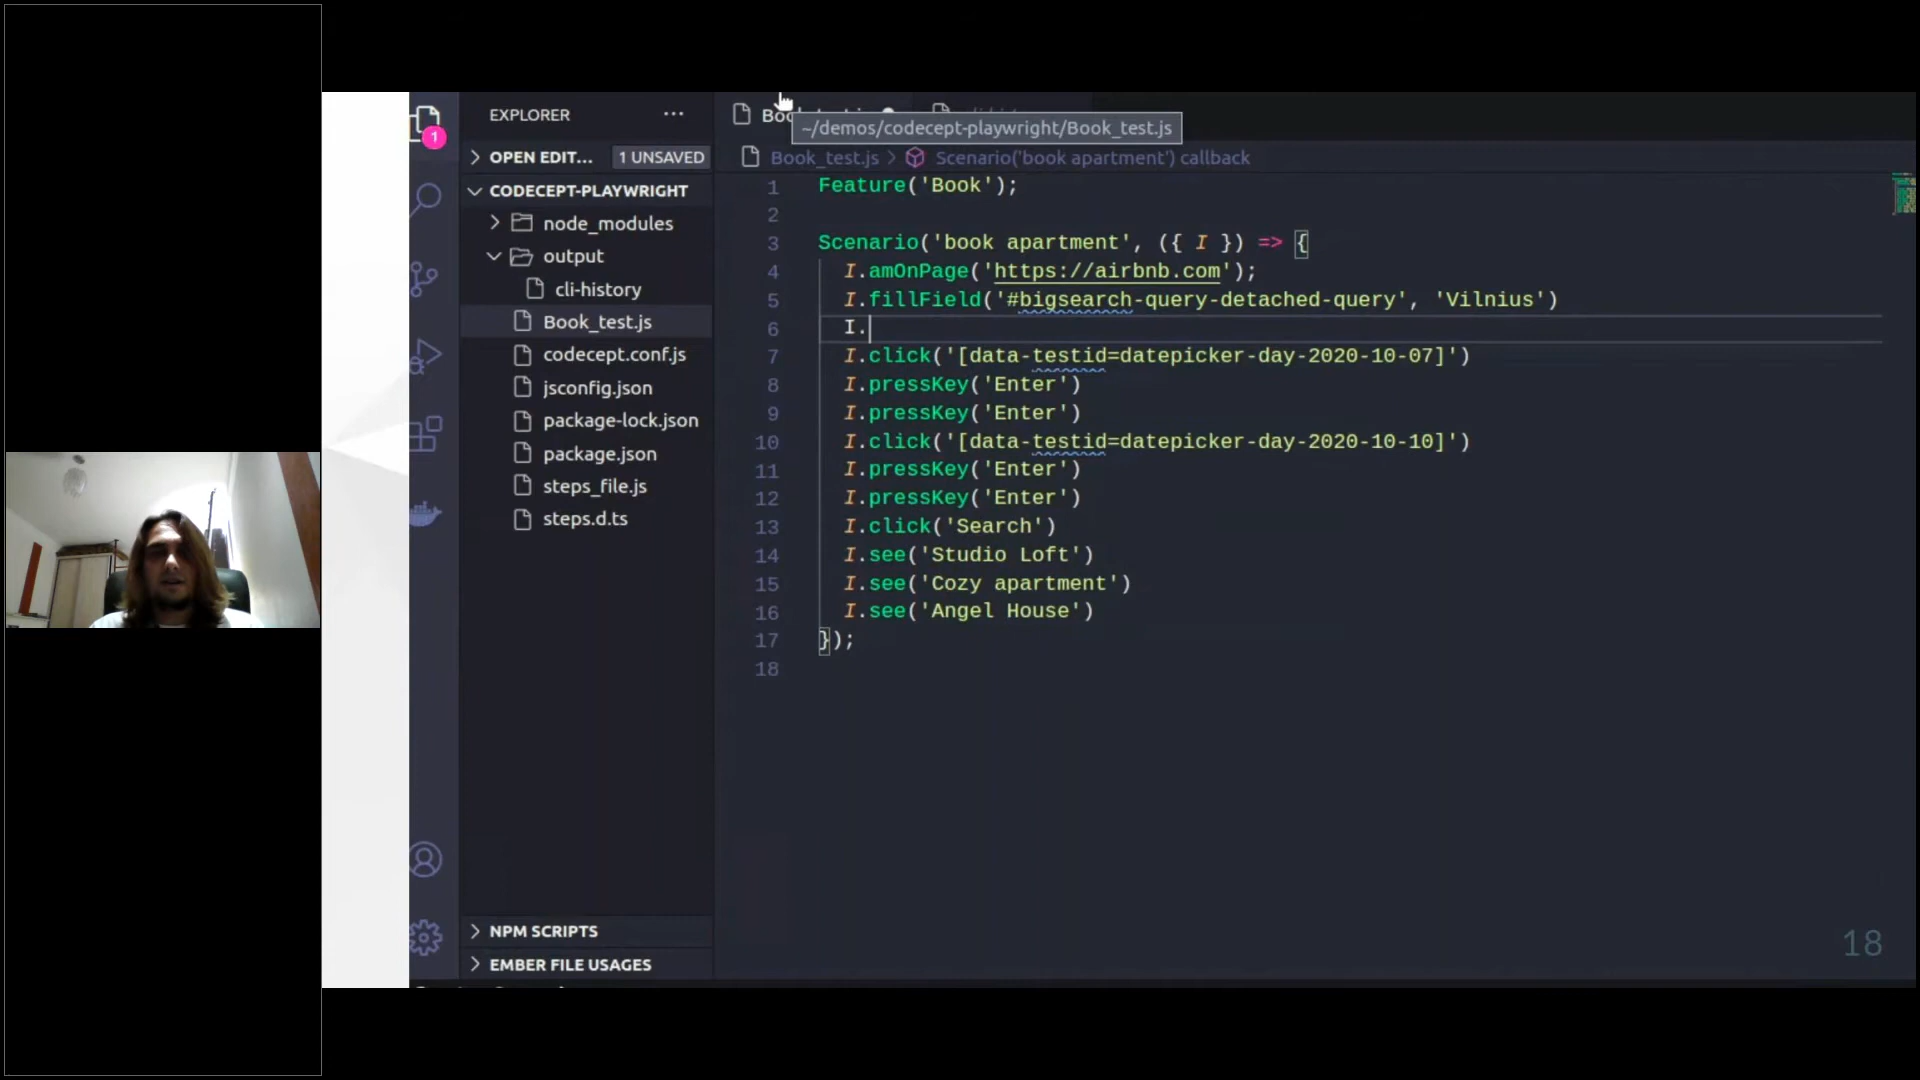 EXPLORER
OPEN EDIT... 1 UNSAVED
CODECEPT-PLAYWRIGHT
node_modules
output
cli-history
Book_test.js
codecept.conf.js
jsconfig.json
package-lock.json
package.json
steps_file.js
steps.d.ts
NPM SCRIPTS
EMBER FILE USAGES
1
~/demos/codecept-playwright/Book_test.js
Book_test.js > Scenario('book apartment') callback
1 Feature('Book');
2
3 Scenario('book apartment', ({ I }) => {
4 I.amOnPage('https://airbnb.com');
5 I.fillField('#bigsearch-query-detached-query', 'Vilnius')
6 I.
7 I.click('[data-testid=datepicker-day-2020-10-07]')
8 I.pressKey('Enter')
9 I.pressKey('Enter')
10 I.click('[data-testid=datepicker-day-2020-10-10]')
11 I.pressKey('Enter')
12 I.pressKey('Enter')
13 I.click('Search')
14 I.see('Studio Loft')
15 I.see('Cozy apartment')
16 I.see('Angel House')
17 });
18
18